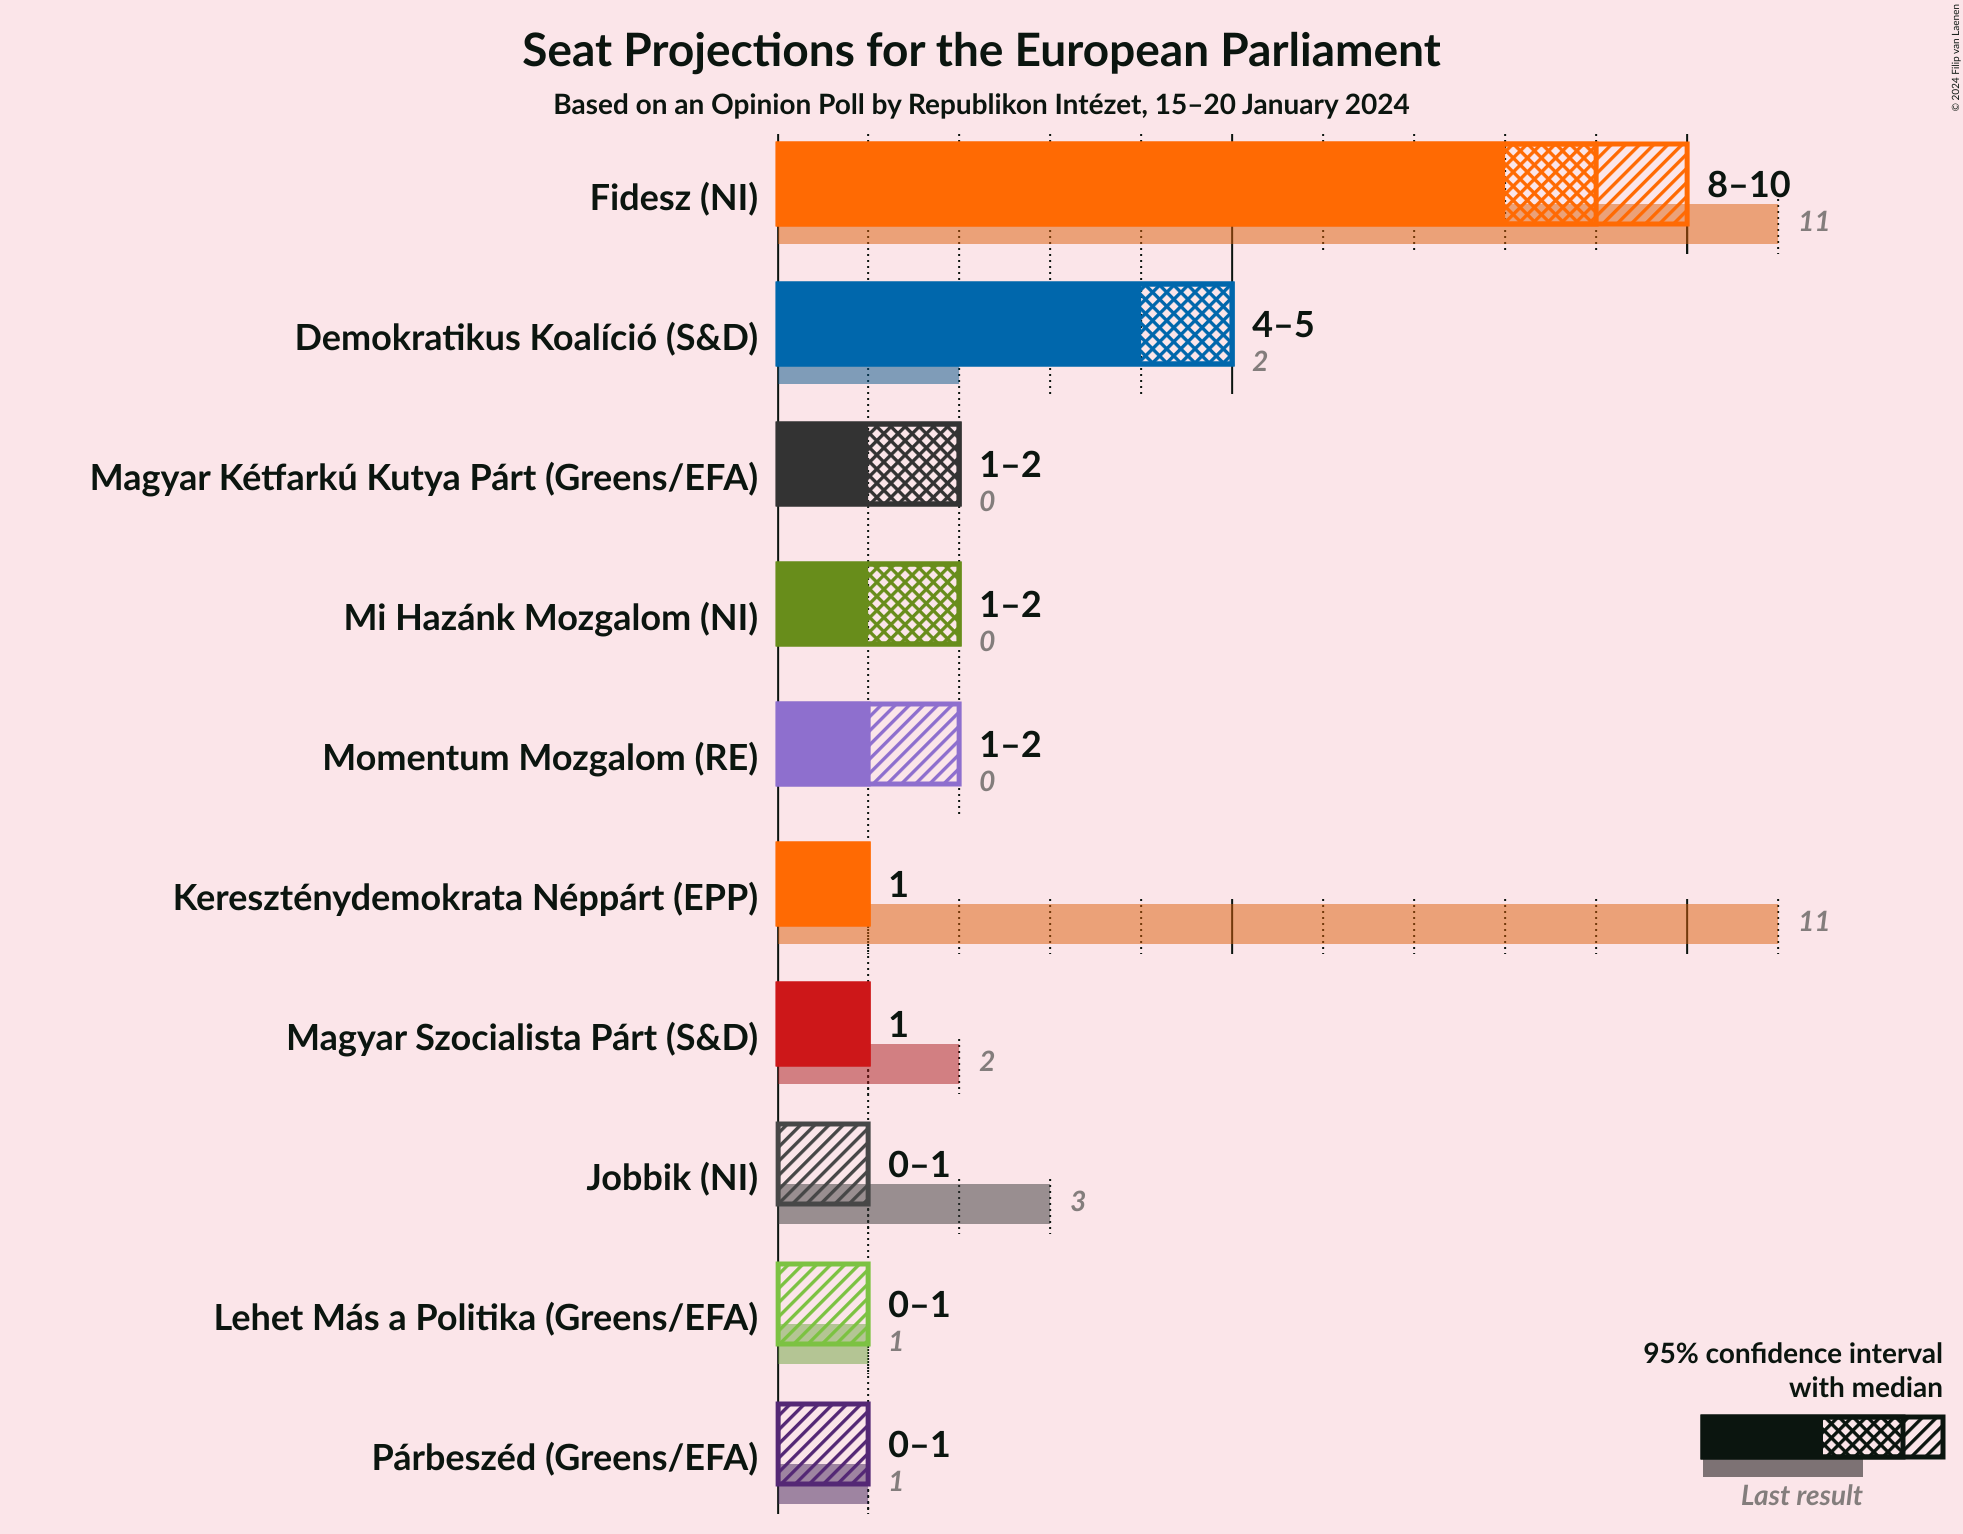 Seat Projections for the European Parliament
Based on an Opinion Poll by Republikon Intézet, 15–20 January 2024
© 2024 Filip van Laenen
Fidesz (NI)
8–10
11
Demokratikus Koalíció (S&D)
4–5
2
Magyar Kétfarkú Kutya Párt (Greens/EFA)
1–2
0
Mi Hazánk Mozgalom (NI)
1–2
0
Momentum Mozgalom (RE)
1–2
0
Kereszténydemokrata Néppárt (EPP)
1
11
Magyar Szocialista Párt (S&D)
1
2
Jobbik (NI)
0–1
3
Lehet Más a Politika (Greens/EFA)
0–1
1
Párbeszéd (Greens/EFA)
0–1
1
95% confidence interval
with median
Last result